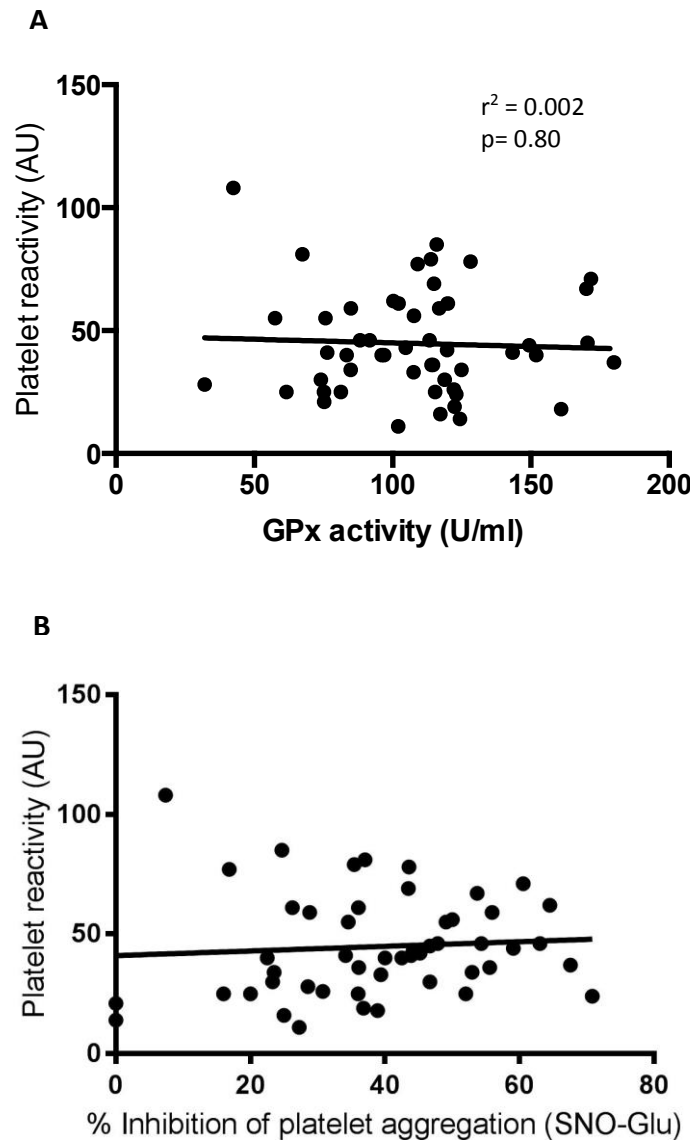 A
150
r² = 0.002
p= 0.80
100
50
0
Platelet reactivity (AU)
0 50 100 150 200
GPx activity (U/ml)
B
150
100
50
0
Platelet reactivity (AU)
0 20 40 60 80
% Inhibition of platelet aggregation (SNO-Glu)